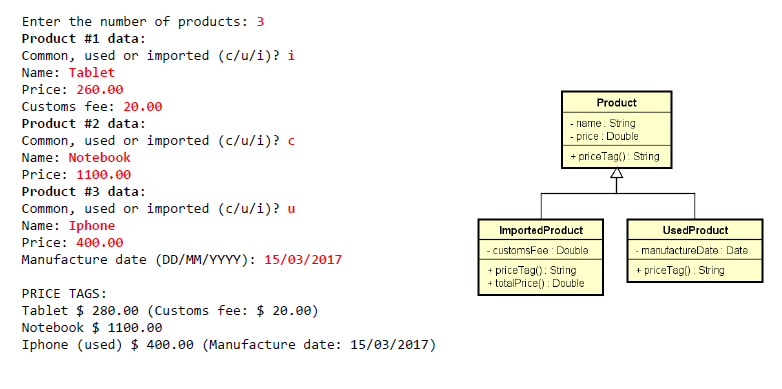 Enter the number of products: 3
Product #1 data:
Common, used or imported (c/u/i)? i
Name: Tablet
Price: 260.00
Customs fee: 20.00
Product #2 data:
Common, used or imported (c/u/i)? c
Name: Notebook
Price: 1100.00
Product #3 data:
Common, used or imported (c/u/i)? u
Name: Iphone
Price: 400.00
Manufacture date (DD/MM/YYYY): 15/03/2017
PRICE TAGS:
Tablet $ 280.00 (Customs fee: $ 20.00)
Notebook $ 1100.00
Iphone (used) $ 400.00 (Manufacture date: 15/03/2017)
Product
- name : String
- price : Double
+ priceTag() : String
ImportedProduct
- customsFee : Double
+ priceTag() : String
+ totalPrice() : Double
UsedProduct
- manufactureDate : Date
+ priceTag() : String